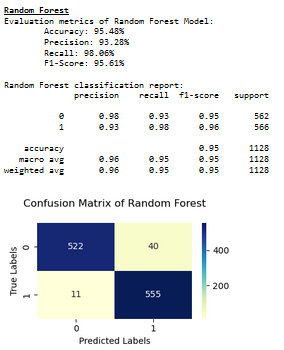 Random Forest
Evaluation metrics of Random Forest Model:
Accuracy: 95.48%
Precision: 93.28%
Recall: 98.06%
F1-Score: 95.61%
Random Forest classification report:
precision recall f1-score support
0 0.98 0.93 0.95 562
1 0.93 0.98 0.96 566
accuracy 0.95 1128
macro avg 0.96 0.95 0.95 1128
weighted avg 0.96 0.95 0.95 1128
Confusion Matrix of Random Forest
True Labels
0
522 40
400
200
1
11 555
0 1
Predicted Labels